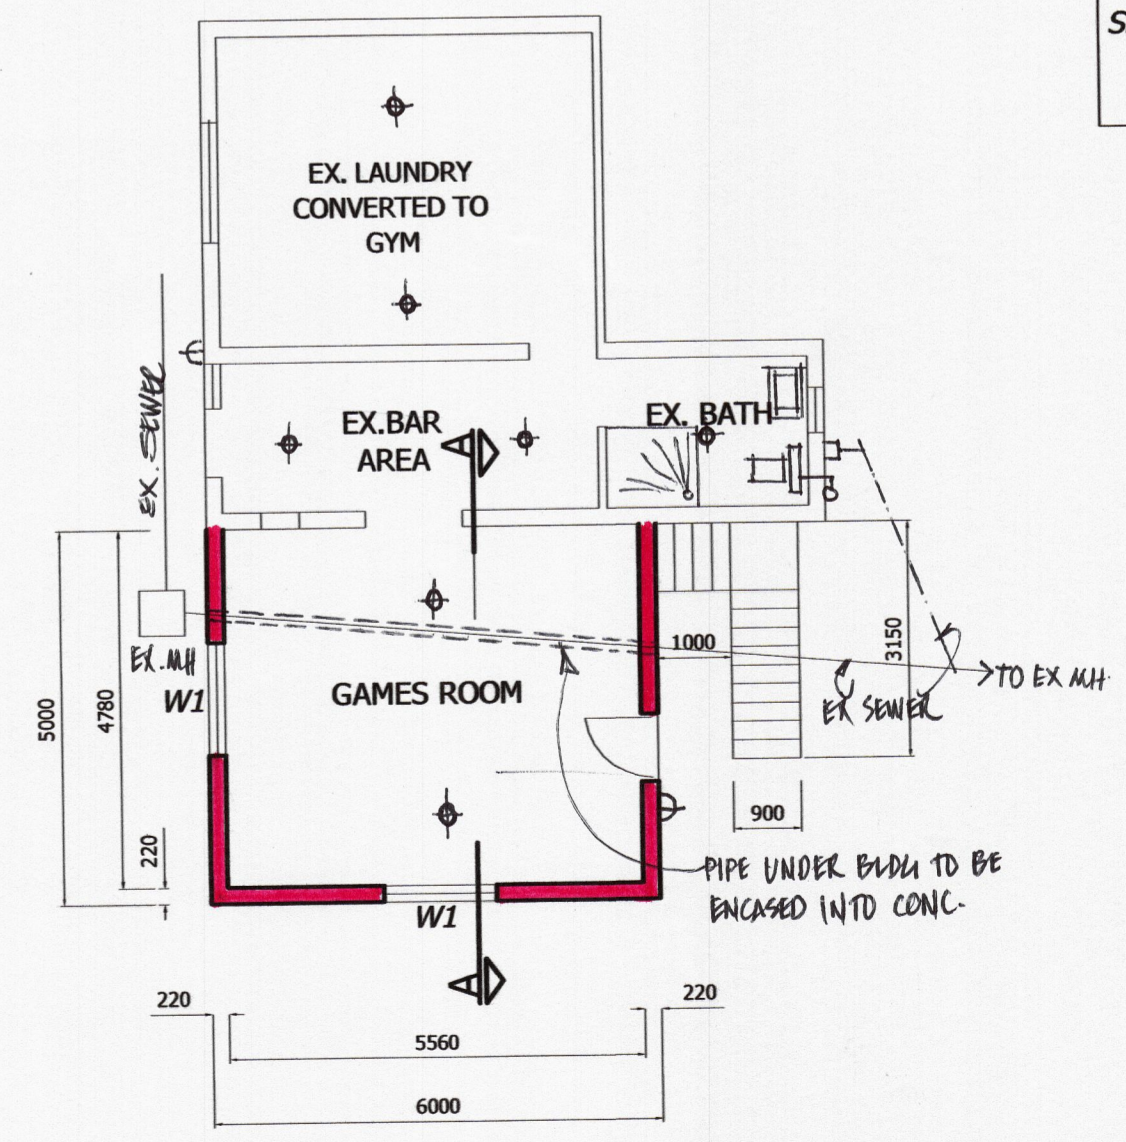 S
EX. LAUNDRY
CONVERTED TO
GYM
EX. SEWER
EX.BAR
AREA
EX. BATH
A
EX. MH
W1
GAMES ROOM
1000
3150
TO EX MH.
EX SEWER
5000
4780
220
900
PIPE UNDER BLDG TO BE
ENCASED INTO CONC.
W1
A
220
220
5560
6000